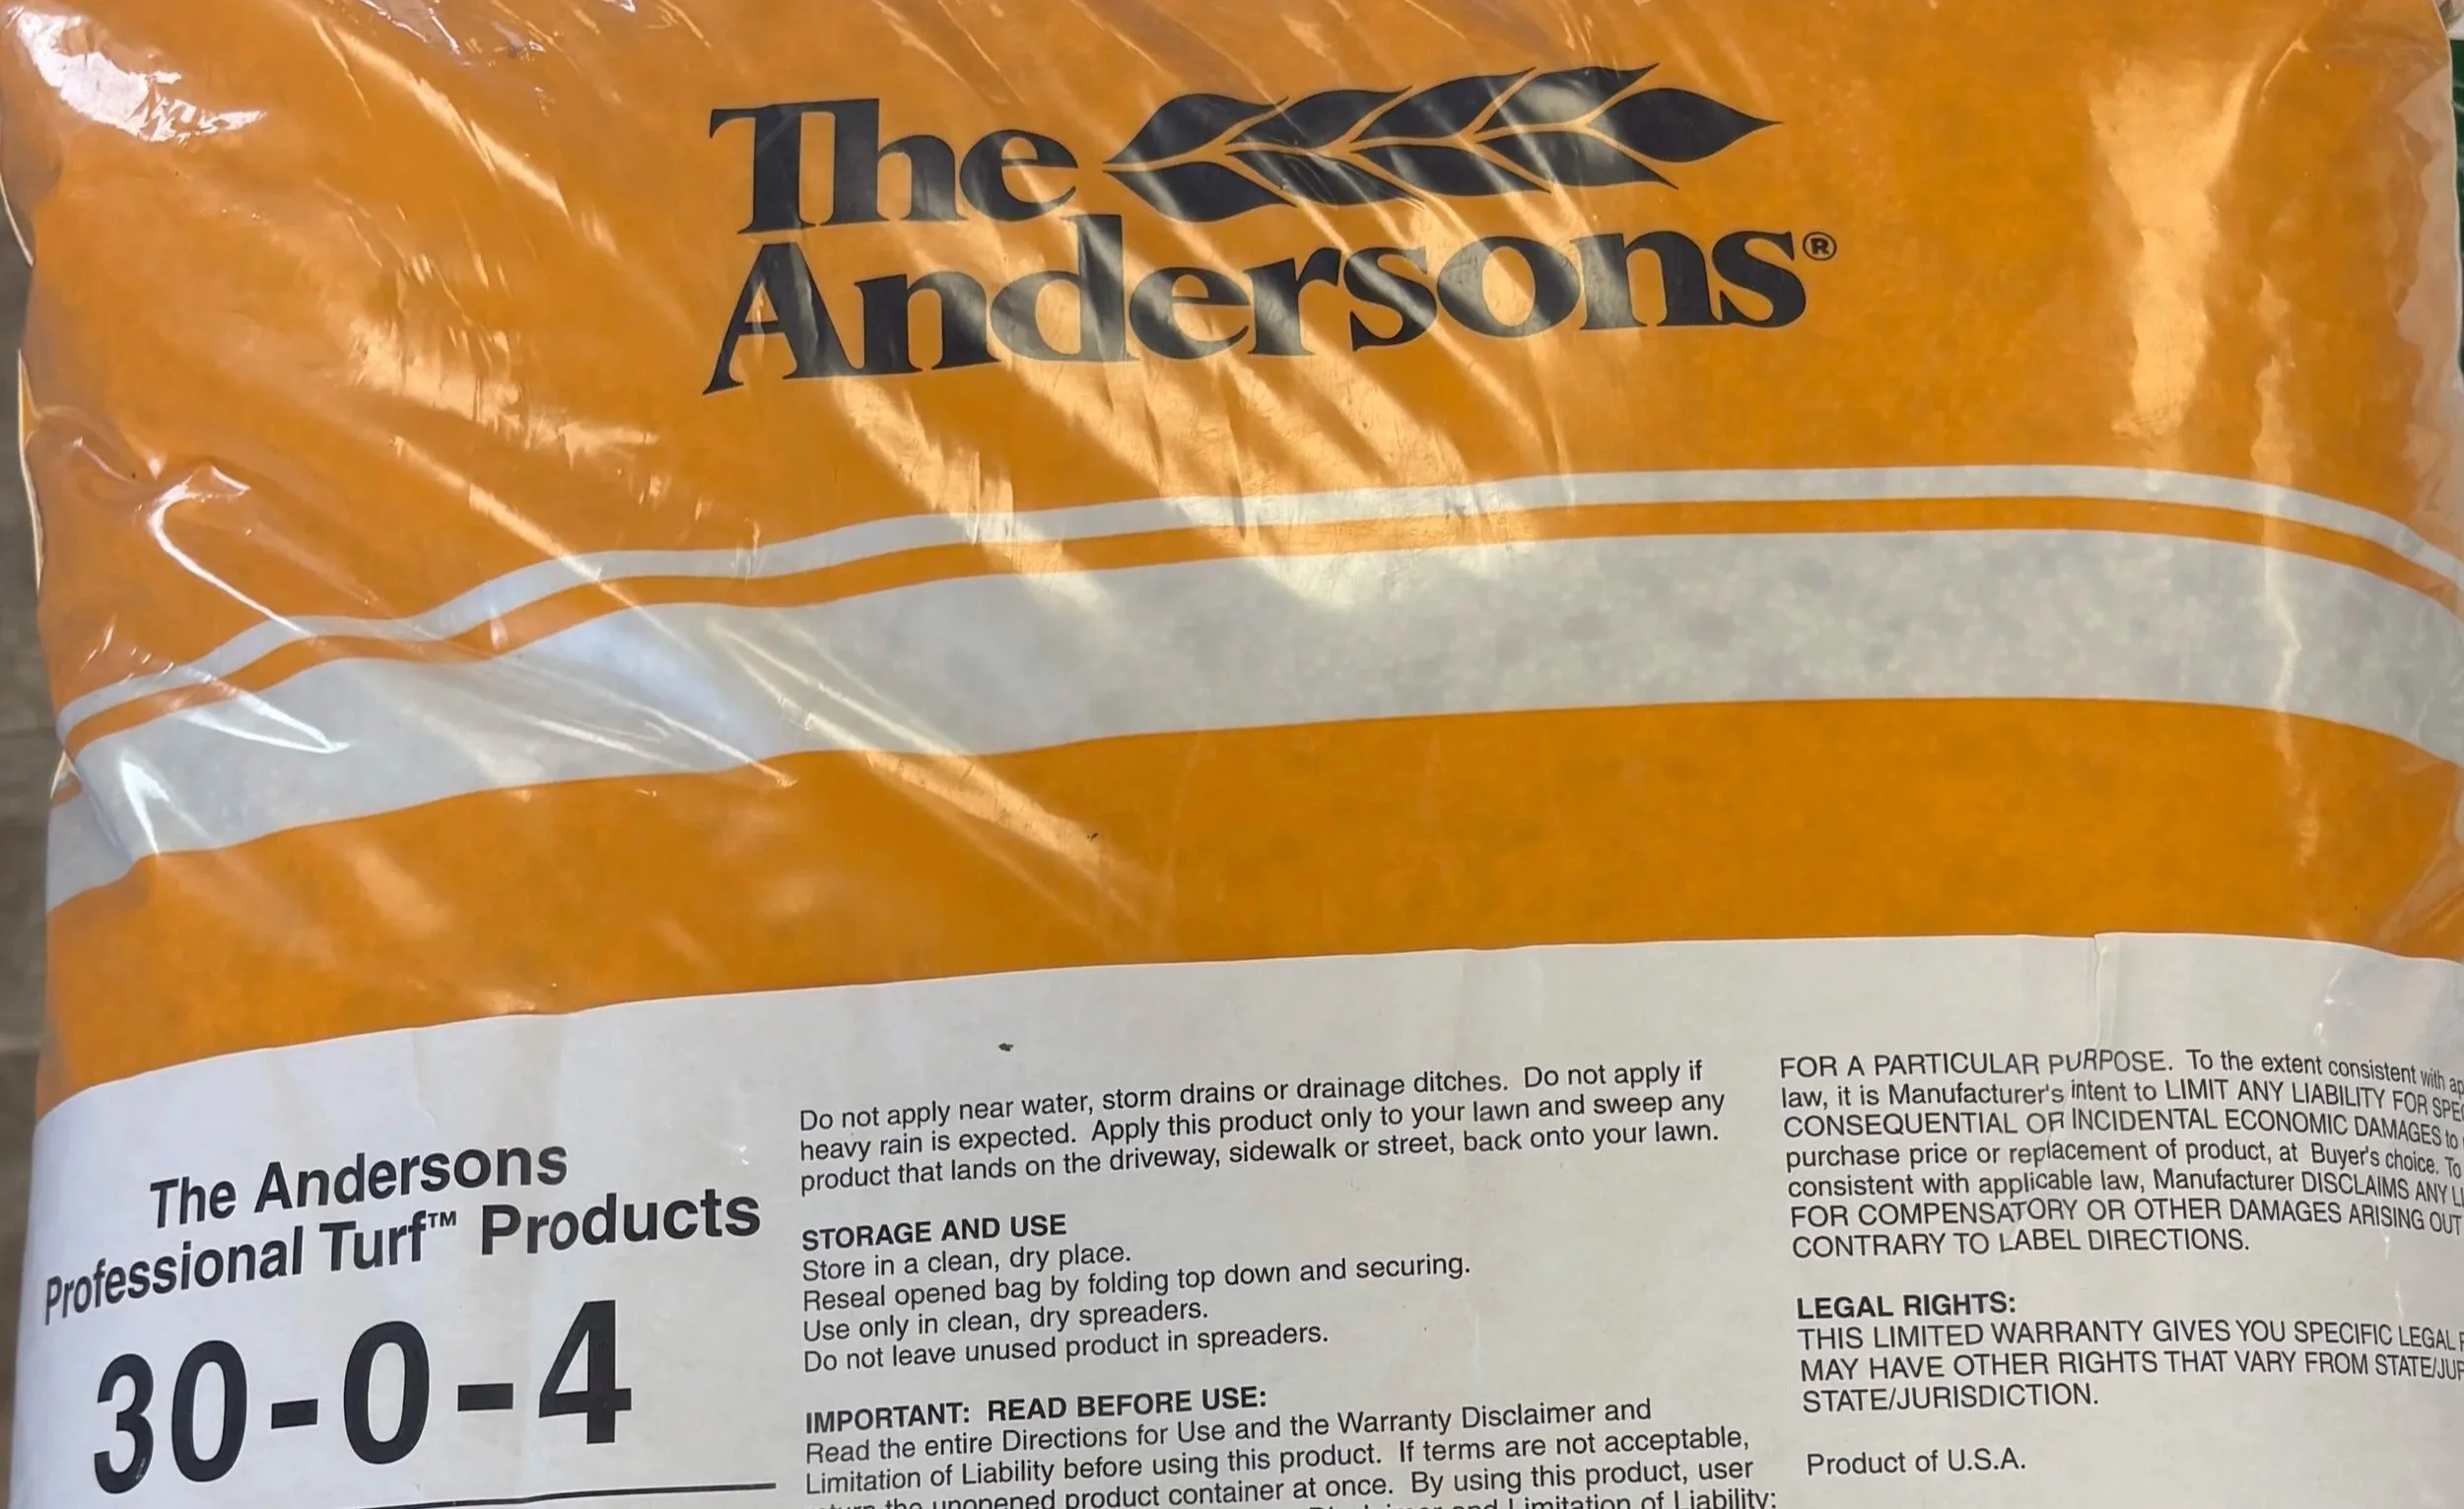 The
Andersons®
The Andersons
Professional Turf™ Products
30-0-4
Do not apply near water, storm drains or drainage ditches. Do not apply if
heavy rain is expected. Apply this product only to your lawn and sweep any
product that lands on the driveway, sidewalk or street, back onto your lawn.
STORAGE AND USE
Store in a clean, dry place.
Reseal opened bag by folding top down and securing.
Use only in clean, dry spreaders.
Do not leave unused product in spreaders.
IMPORTANT: READ BEFORE USE:
Read the entire Directions for Use and the Warranty Disclaimer and
Limitation of Liability before using this product. If terms are not acceptable,
the unopened product container at once. By using this product, user
and Limitation of Liability:
FOR A PARTICULAR PURPOSE. To the extent consistent with
law, it is Manufacturer's intent to LIMIT ANY LIABILITY FOR
CONSEQUENTIAL OR INCIDENTAL ECONOMIC DAMAGES to
purchase price or replacement of product, at Buyer's choice. To
consistent with applicable law, Manufacturer DISCLAIMS ANY
FOR COMPENSATORY OR OTHER DAMAGES ARISING OUT
CONTRARY TO LABEL DIRECTIONS.
LEGAL RIGHTS:
THIS LIMITED WARRANTY GIVES YOU SPECIFIC LEGAL
MAY HAVE OTHER RIGHTS THAT VARY FROM
STATE/JURISDICTION.
Product of U.S.A.